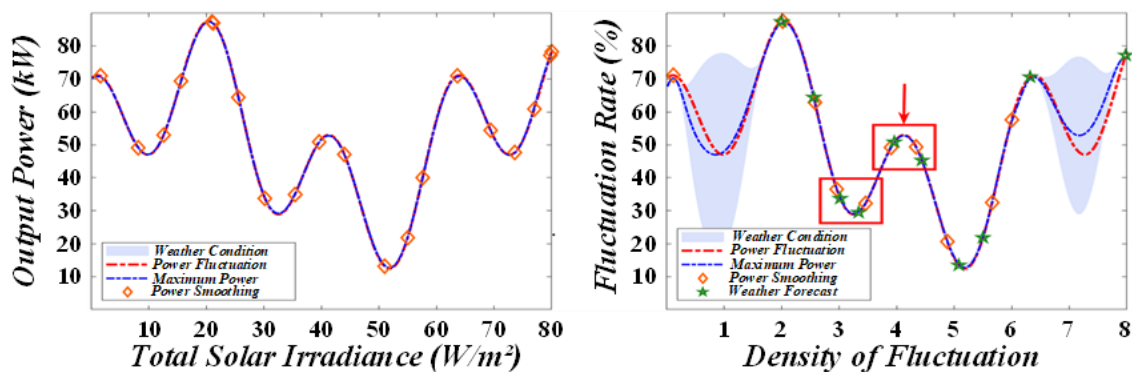 Output Power (kW)
80
70
60
50
40
30
20
10
Weather Condition
Power Fluctuation
Maximum Power
Power Smoothing
10 20 30 40 50 60 70 80
Total Solar Irradiance (W/m²)
Fluctuation Rate (%)
80
70
60
50
40
30
20
10
Weather Condition
Power Fluctuation
Maximum Power
Power Smoothing
Weather Forecast
1 2 3 4 5 6 7 8
Density of Fluctuation